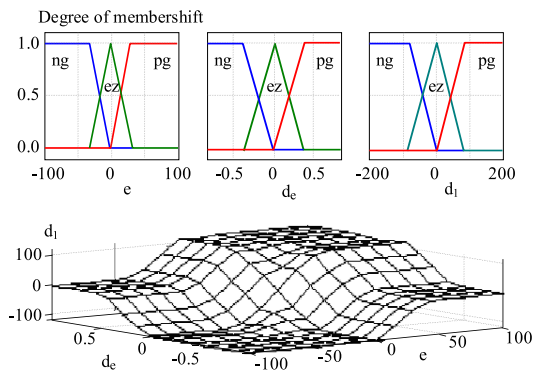 Degree of membershift
1.0
0.5
0.0
ng ez pg
ng ez pg
ng ez pg
-100 0 100
-0.5 0 0.5
-200 0 200
e
de
d1
d1
100
0
-100
0.5 0 -0.5 -100 -50 0 50 100
de
e